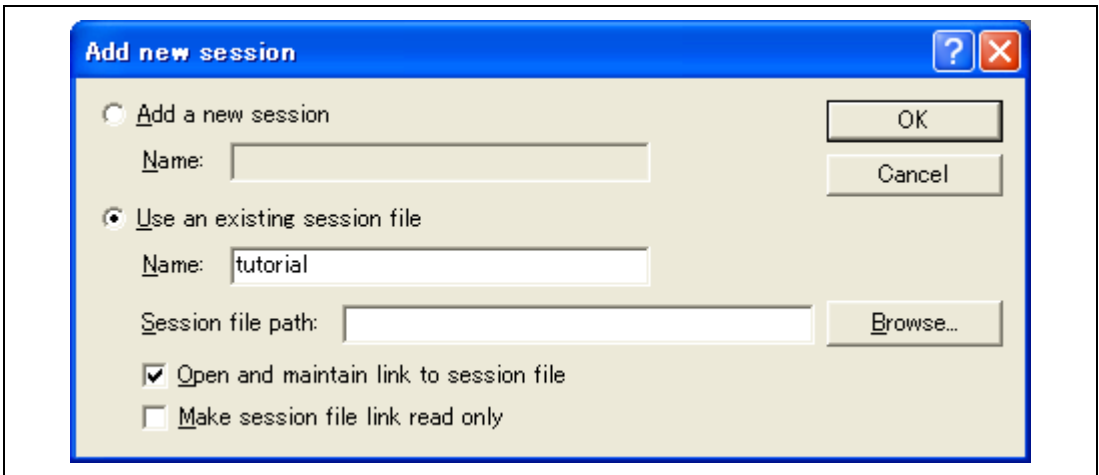 Add new session
Add a new session
OK
Name:
Cancel
Use an existing session file
Name: tutorial
Session file path: Browse...
Open and maintain link to session file
Make session file link read only